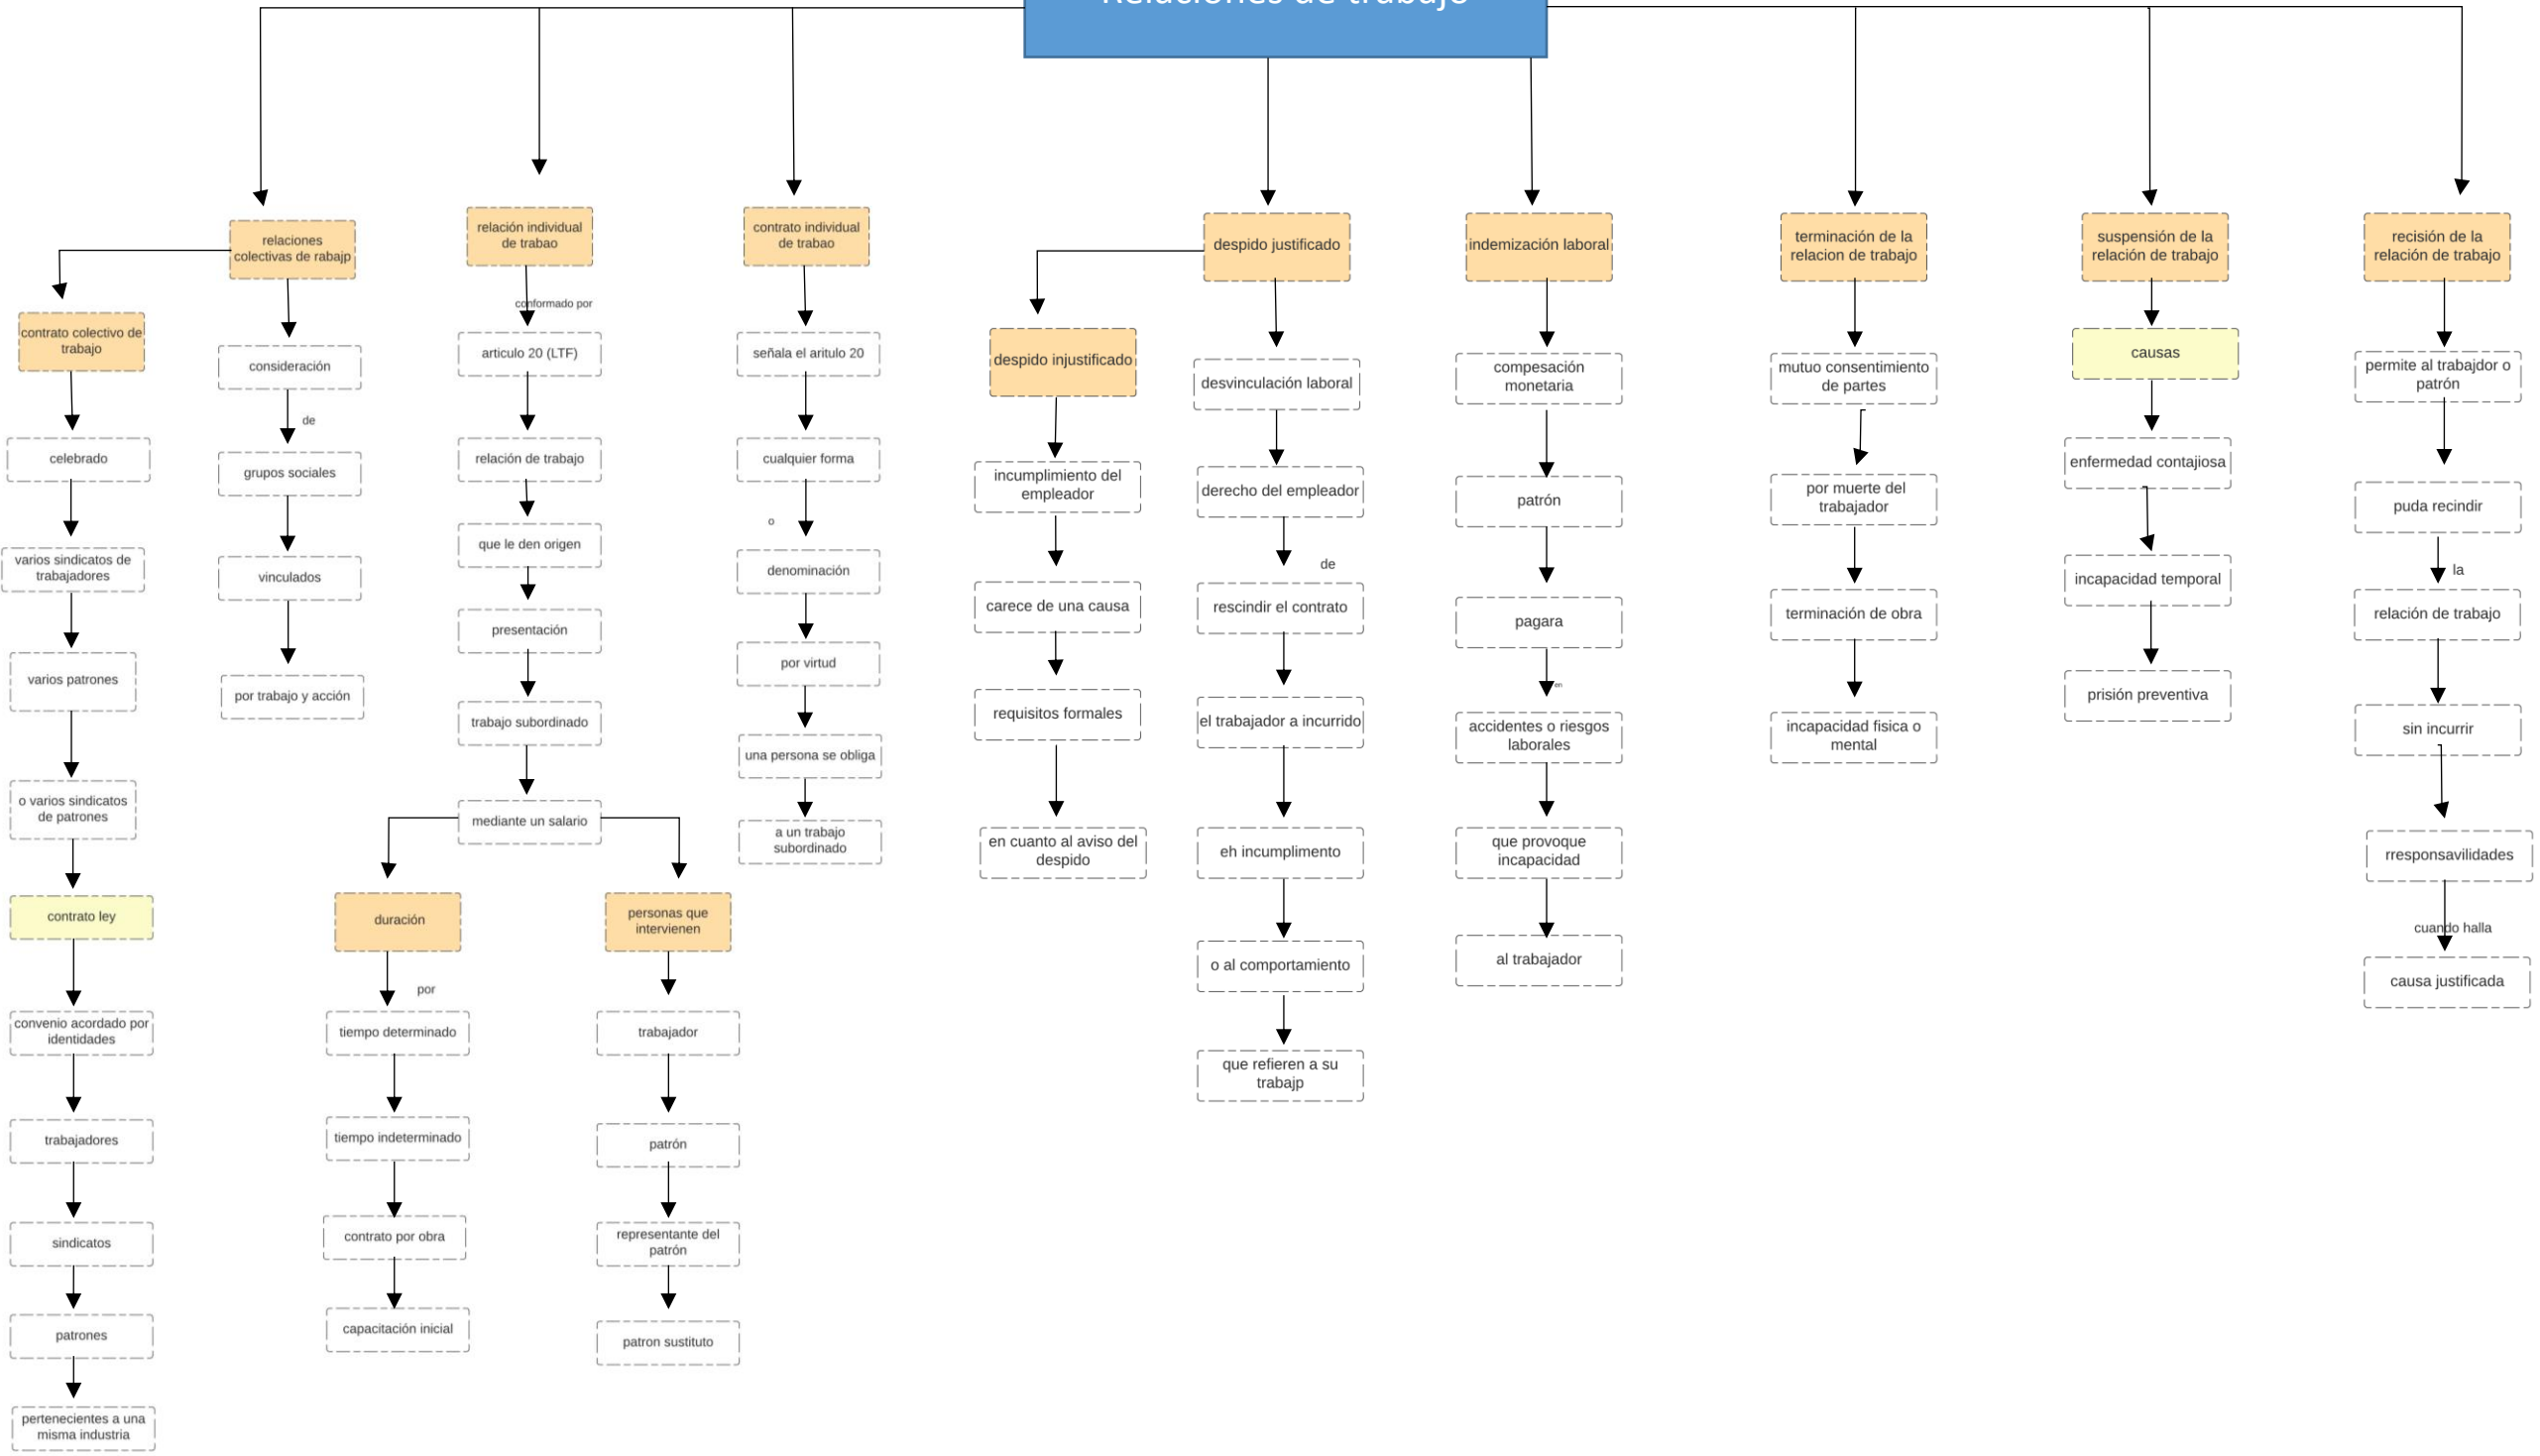 Relaciones de trabajo
relaciones
colectivas de rabajp
contrato colectivo de
trabajo
celebrado
varios sindicatos de
trabajadores
varios patrones
o varios sindicatos
de patrones
contrato ley
convenio acordado por
identidades
trabajadores
sindicatos
patrones
pertenecientes a una
misma industria
consideración
de
grupos sociales
vinculados
por trabajo y acción
relación individual
de trabao
conformado por
articulo 20 (LTF)
relación de trabajo
que le den origen
presentación
trabajo subordinado
mediante un salario
duración
por
tiempo determinado
tiempo indeterminado
contrato por obra
capacitación inicial
personas que
intervienen
trabajador
patrón
representante del
patrón
patron sustituto
contrato individual
de trabao
señala el aritulo 20
cualquier forma
o
denominación
por virtud
una persona se obliga
a un trabajo
subordinado
despido justificado
despido injustificado
incumplimiento del
empleador
carece de una causa
requisitos formales
en cuanto al aviso del
despido
desvinculación laboral
derecho del empleador
de
rescindir el contrato
el trabajador a incurrido
eh incumplimento
o al comportamiento
que refieren a su
trabajp
indemización laboral
compesación
monetaria
patrón
pagara
en
accidentes o riesgos
laborales
que provoque
incapacidad
al trabajador
terminación de la
relacion de trabajo
mutuo consentimiento
de partes
por muerte del
trabajador
terminación de obra
incapacidad fisica o
mental
suspensión de la
relación de trabajo
causas
enfermedad contajiosa
incapacidad temporal
prisión preventiva
recisión de la
relación de trabajo
permite al trabajdor o
patrón
puda recindir
la
relación de trabajo
sin incurrir
rresponsavilidades
cuando halla
causa justificada